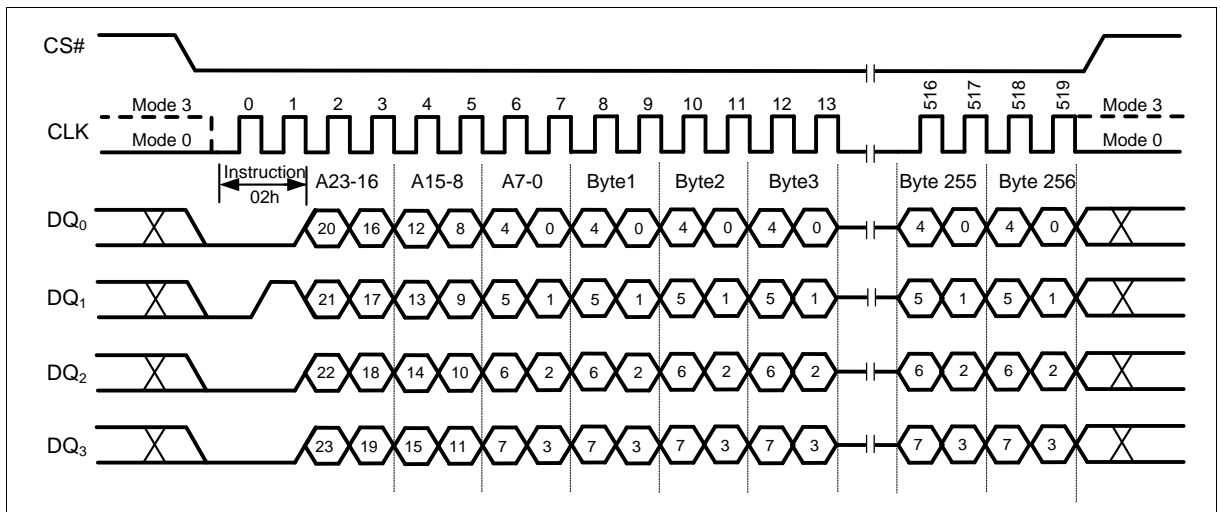 CS#
Mode 3
CLK
Mode 0
0 1 2 3 4 5 6 7 8 9 10 11 12 13
516 517 518 519
Mode 3
Mode 0
Instruction
02h
A23-16 A15-8 A7-0 Byte1 Byte2 Byte3 Byte 255 Byte 256
DQ0 20 16 12 8 4 0 4 0 4 0 4 0 4 0 4 0
DQ1 21 17 13 9 5 1 5 1 5 1 5 1 5 1 5 1
DQ2 22 18 14 10 6 2 6 2 6 2 6 2 6 2 6 2
DQ3 23 19 15 11 7 3 7 3 7 3 7 3 7 3 7 3